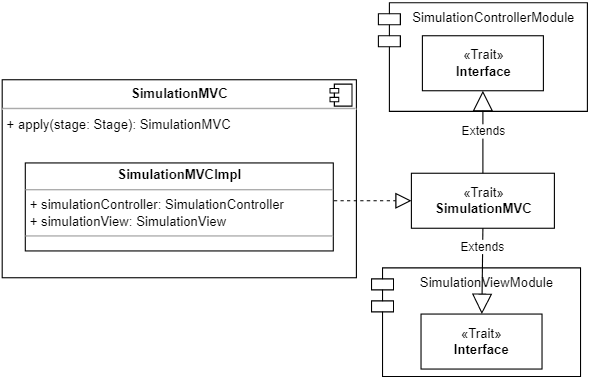 SimulationControllerModule
«Trait»
Interface
Extends
SimulationMVC
+ apply(stage: Stage): SimulationMVC
SimulationMVCImpl
+ simulationController: SimulationController
+ simulationView: SimulationView
«Trait»
SimulationMVC
Extends
SimulationViewModule
«Trait»
Interface